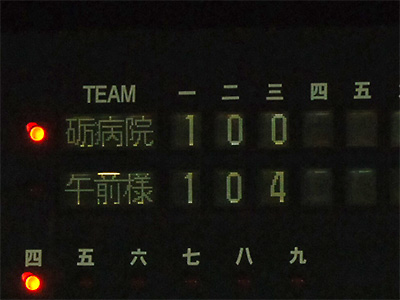 TEAM 一 二 三 四 五
砺病院 1 0 0
午前様 1 0 4
四 五 六 七 八 九